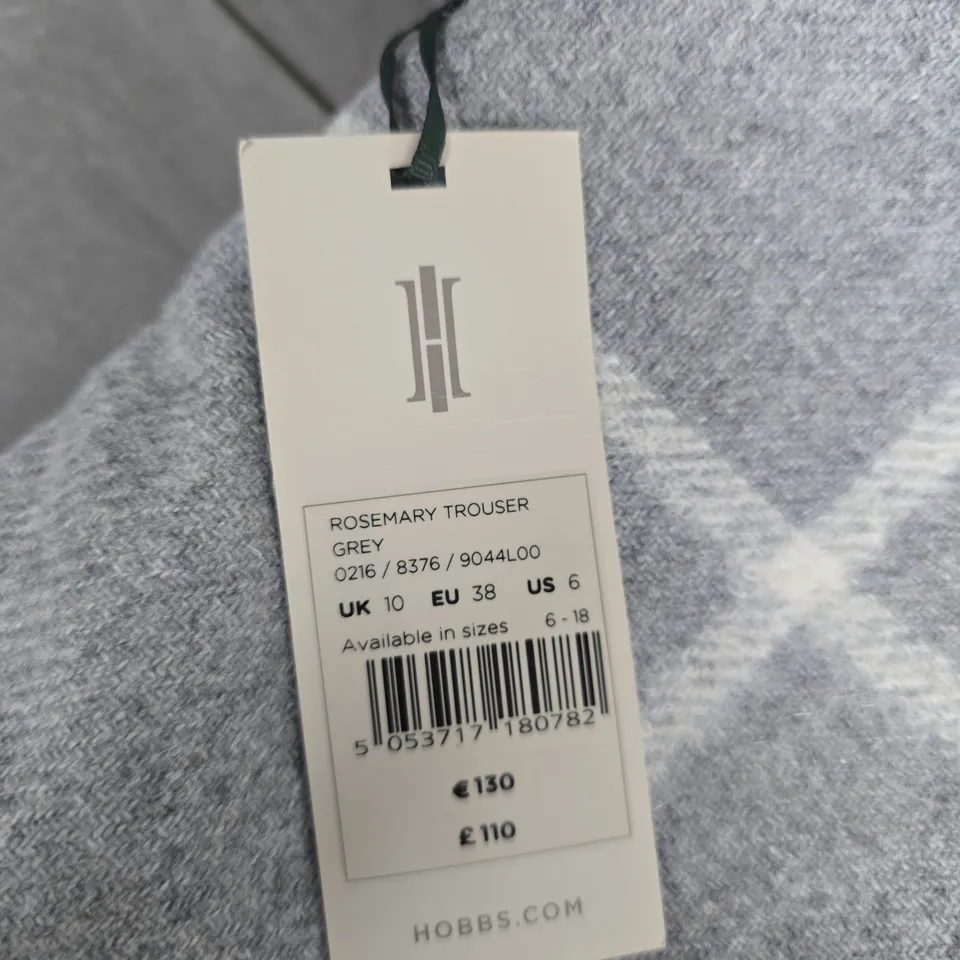 ROSEMARY TROUSER
GREY
0216 / 8376 / 9044L00
UK 10 EU 38 US 6
Available in sizes 6 - 18
5 053717 180782
€130
£110
HOBBS.COM